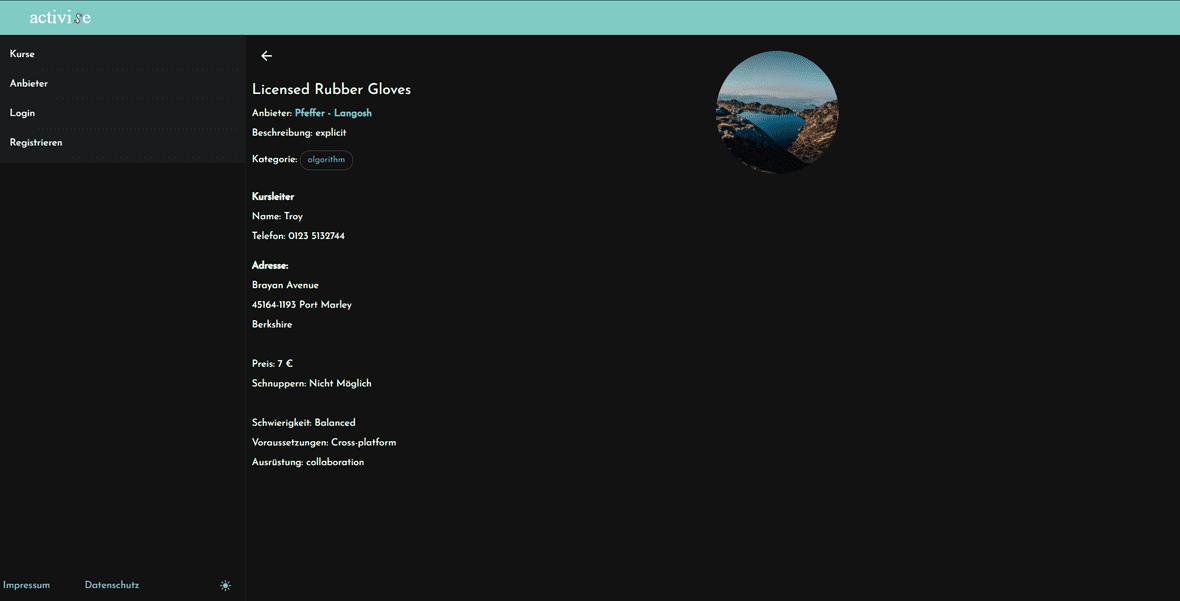 activise
Kurse
Anbieter
Login
Registrieren
Licensed Rubber Gloves
Anbieter: Pfeffer - Langosh
Beschreibung: explicit
Kategorie: algorithm
Kursleiter
Name: Troy
Telefon: 0123 5132744
Adresse:
Brayan Avenue
45164-1193 Port Marley
Berkshire
Preis: 7 €
Schnuppern: Nicht Möglich
Schwierigkeit: Balanced
Voraussetzungen: Cross-platform
Ausrüstung: collaboration
Impressum
Datenschutz